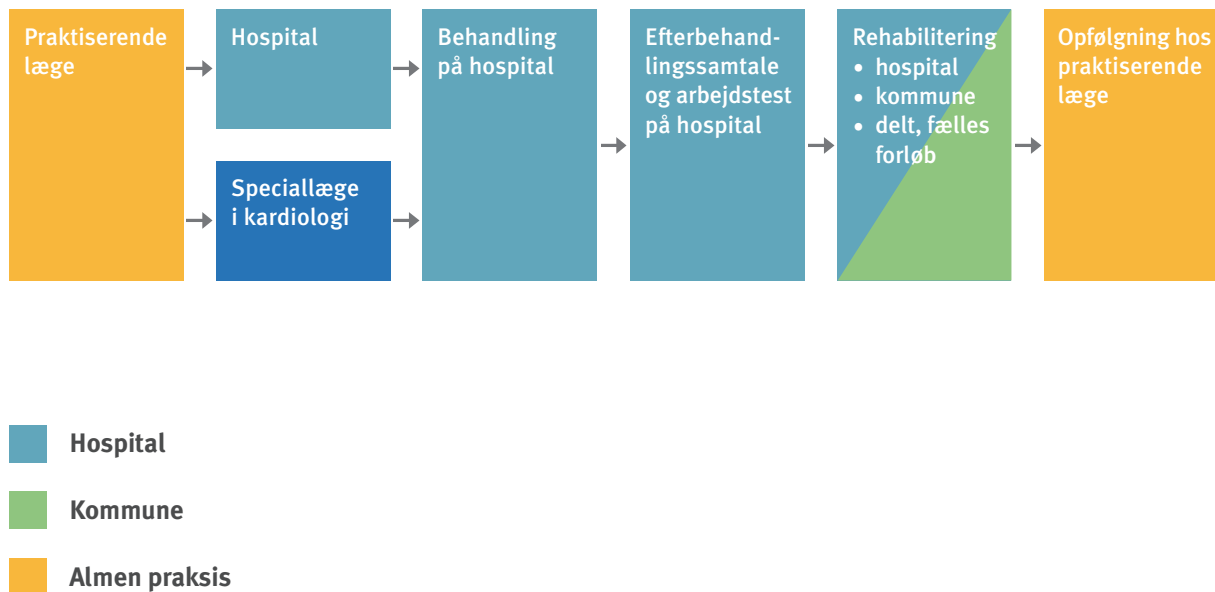 Praktiserende
læge
Hospital
Speciallæge
i kardiologi
Behandling
på hospital
Efterbehand-
lingssamtale
og arbejdstest
på hospital
Rehabilitering
• hospital
• kommune
• delt, fælles
forløb
Opfølgning hos
praktiserende
læge
Hospital
Kommune
Almen praksis